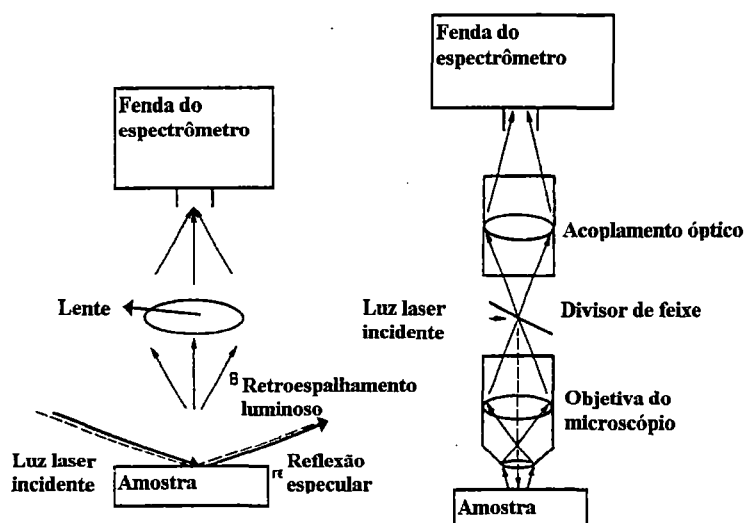 Fenda do
espectrômetro
Lente
Retroespalhamento
luminoso
Luz laser
incidente
Amostra
Reflexão
especular
Fenda do
espectrômetro
Acoplamento óptico
Luz laser
incidente
Divisor de feixe
Objetiva do
microscópio
Amostra